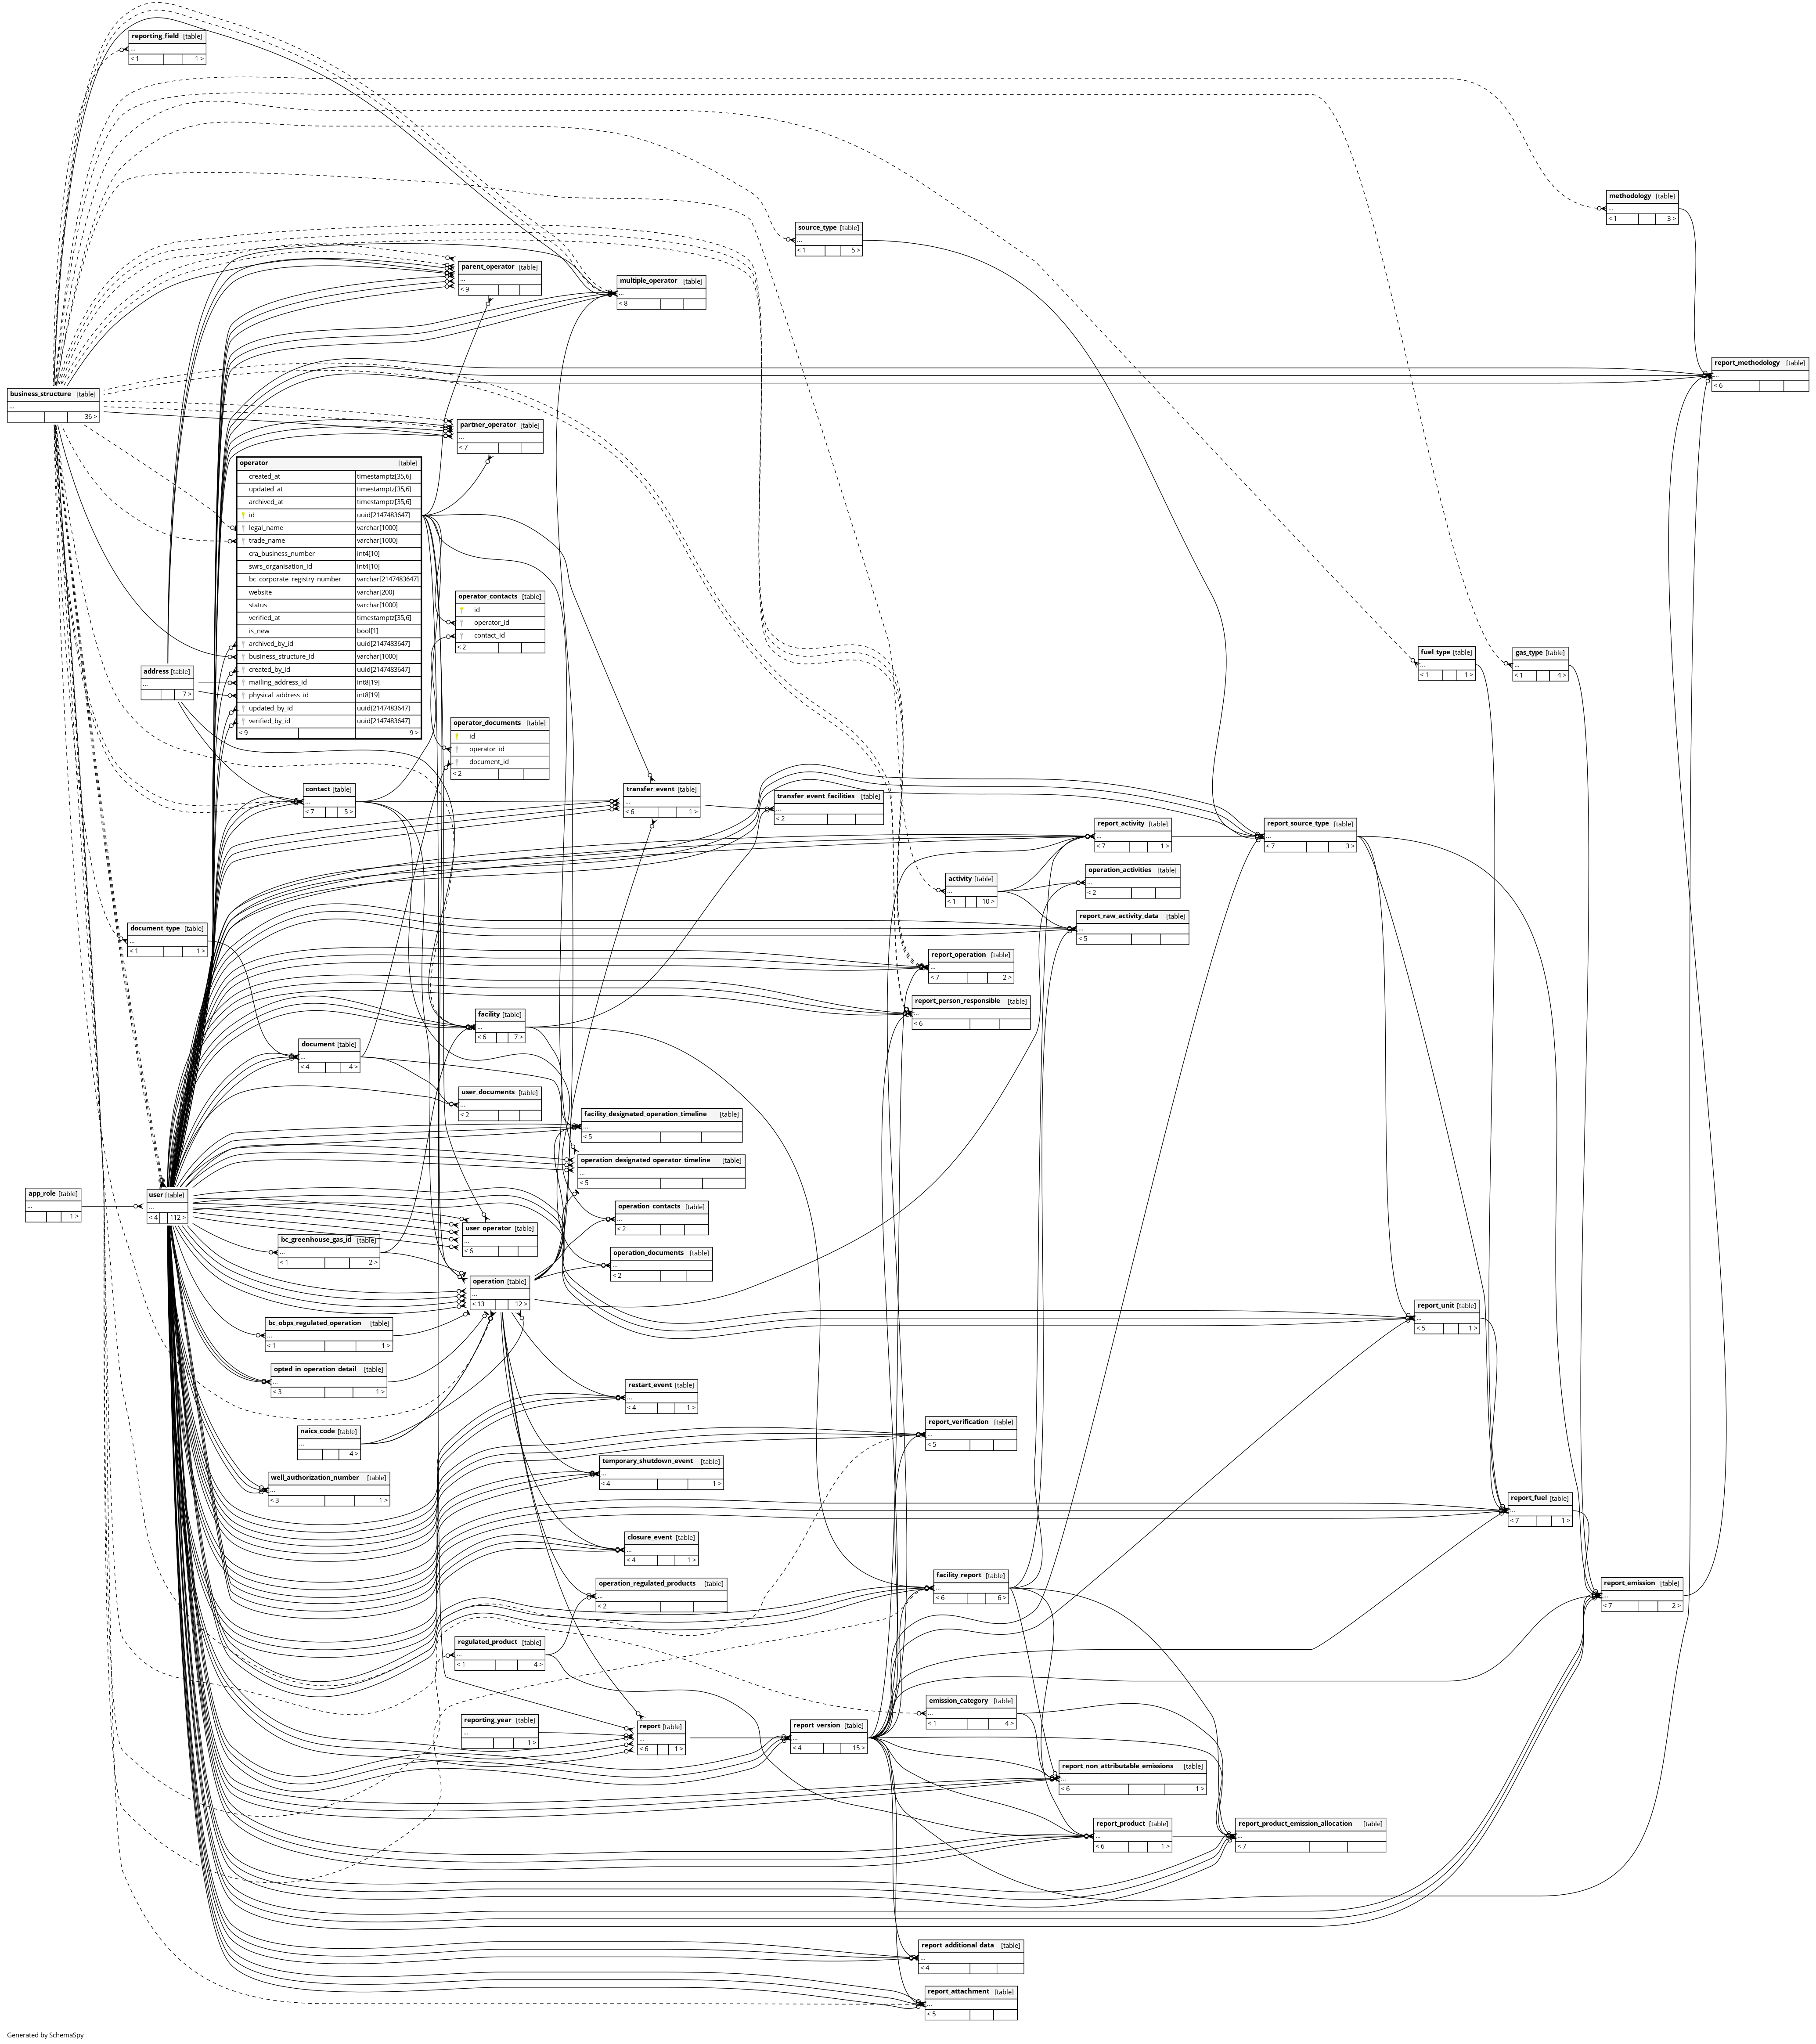 reporting_field [table]
...
< 1 1 >
methodology [table]
...
< 1 3 >
source_type [table]
...
< 1 5 >
parent_operator [table]
...
< 9
multiple_operator [table]
...
< 8
report_methodology [table]
...
< 6
business_structure [table]
...
36 >
partner_operator [table]
...
< 7
operator [table]
created_at timestamptz[35,6]
updated_at timestamptz[35,6]
archived_at timestamptz[35,6]
id uuid[2147483647]
legal_name varchar[1000]
trade_name varchar[1000]
cra_business_number int4[10]
swrs_organisation_id int4[10]
bc_corporate_registry_number varchar[2147483647]
website varchar[200]
status varchar[1000]
verified_at timestamptz[35,6]
is_new bool[1]
archived_by_id uuid[2147483647]
business_structure_id varchar[1000]
created_by_id uuid[2147483647]
mailing_address_id int8[19]
physical_address_id int8[19]
updated_by_id uuid[2147483647]
verified_by_id uuid[2147483647]
< 9 9 >
operator_contacts [table]
id
operator_id
contact_id
< 2
fuel_type [table]
...
< 1 1 >
gas_type [table]
...
< 1 4 >
address [table]
...
7 >
operator_documents [table]
id
operator_id
document_id
< 2
contact [table]
...
< 7 5 >
transfer_event [table]
...
< 6 1 >
transfer_event_facilities [table]
...
< 2
report_activity [table]
...
< 7 1 >
report_source_type [table]
...
< 7 3 >
operation_activities [table]
...
< 2
activity [table]
...
< 1 10 >
report_raw_activity_data [table]
...
< 5
document_type [table]
...
< 1 1 >
report_operation [table]
...
< 7 2 >
report_person_responsible [table]
...
< 6
facility [table]
...
< 6 7 >
document [table]
...
< 4 4 >
user_documents [table]
...
< 2
facility_designated_operation_timeline [table]
...
< 5
operation_designated_operator_timeline [table]
...
< 5
app_role [table]
...
1 >
user [table]
...
< 4 112 >
operation_contacts [table]
...
< 2
user_operator [table]
...
< 6
bc_greenhouse_gas_id [table]
...
< 1 2 >
operation_documents [table]
...
< 2
operation [table]
...
< 13 12 >
report_unit [table]
...
< 5 1 >
bc_obps_regulated_operation [table]
...
< 1 1 >
opted_in_operation_detail [table]
...
< 3 1 >
restart_event [table]
...
< 4 1 >
naics_code [table]
...
4 >
report_verification [table]
...
< 5
temporary_shutdown_event [table]
...
< 4 1 >
well_authorization_number [table]
...
< 3 1 >
report_fuel [table]
...
< 7 1 >
closure_event [table]
...
< 4 1 >
facility_report [table]
...
< 6 6 >
operation_regulated_products [table]
...
< 2
report_emission [table]
...
< 7 2 >
regulated_product [table]
...
< 1 4 >
emission_category [table]
...
< 1 4 >
reporting_year [table]
...
1 >
report [table]
...
< 6 1 >
report_version [table]
...
< 4 15 >
report_non_attributable_emissions [table]
...
< 6 1 >
report_product [table]
...
< 6 1 >
report_product_emission_allocation [table]
...
< 7
report_additional_data [table]
...
< 4
report_attachment [table]
...
< 5
Generated by SchemaSpy